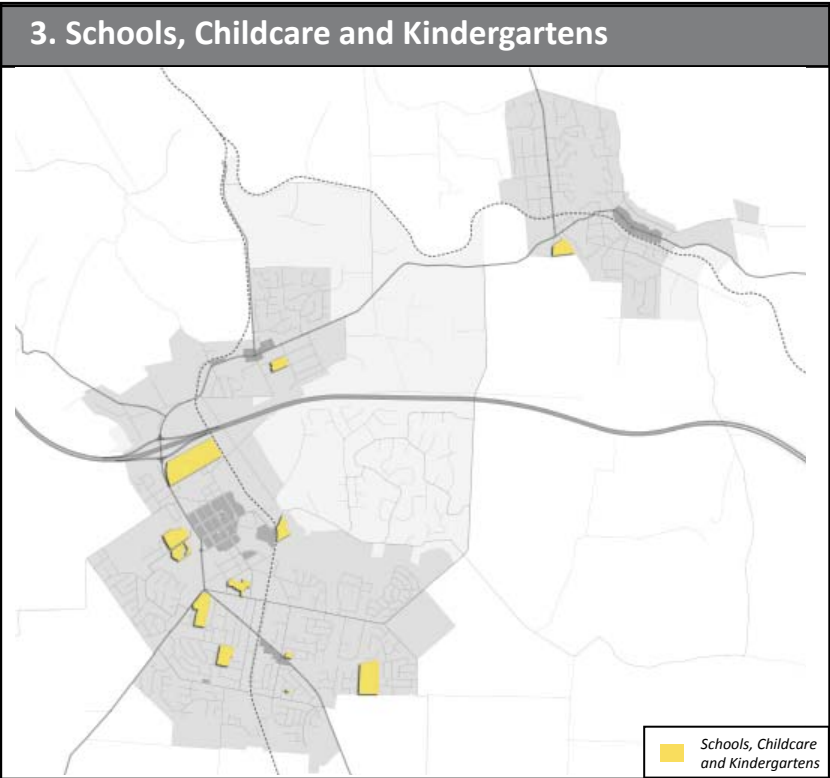 3. Schools, Childcare and Kindergartens
Schools, Childcare
and Kindergartens